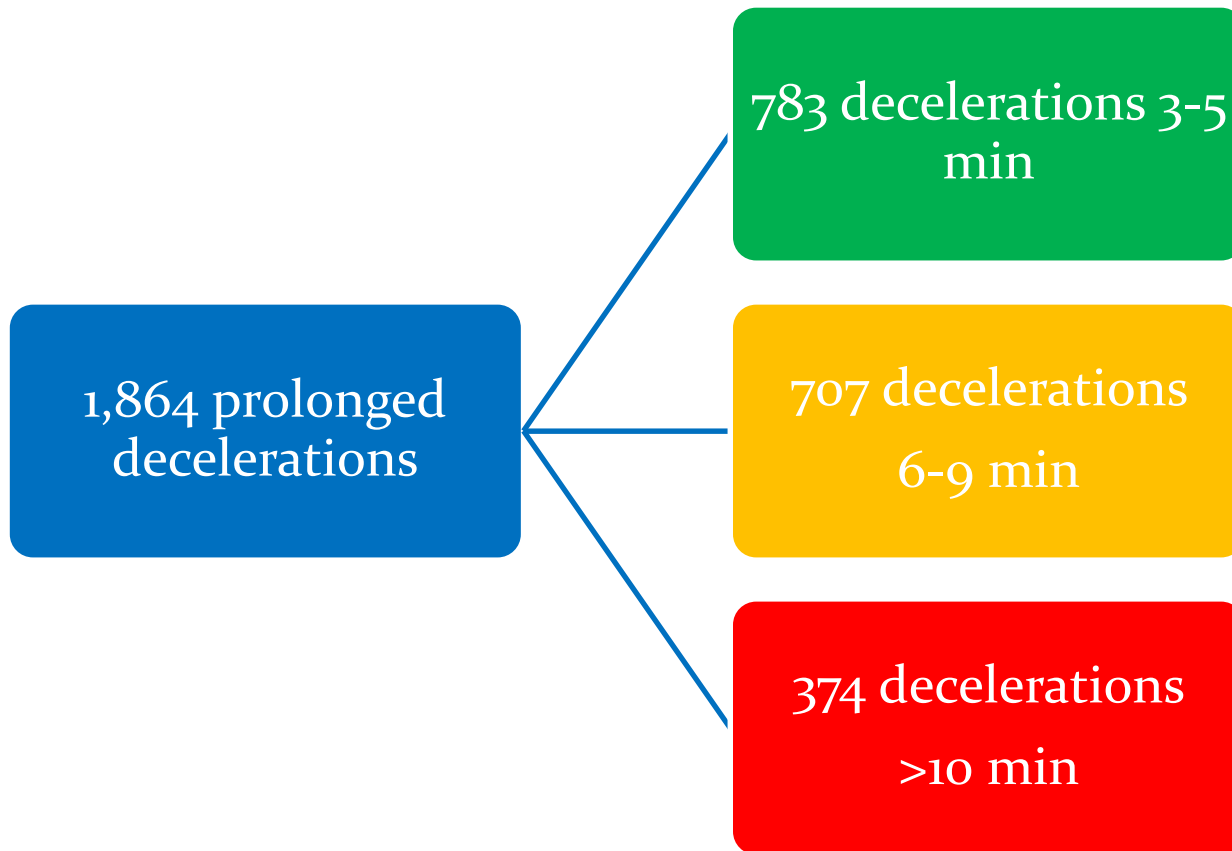 783 decelerations 3-5
min
1,864 prolonged
decelerations
707 decelerations
6-9 min
374 decelerations
>10 min